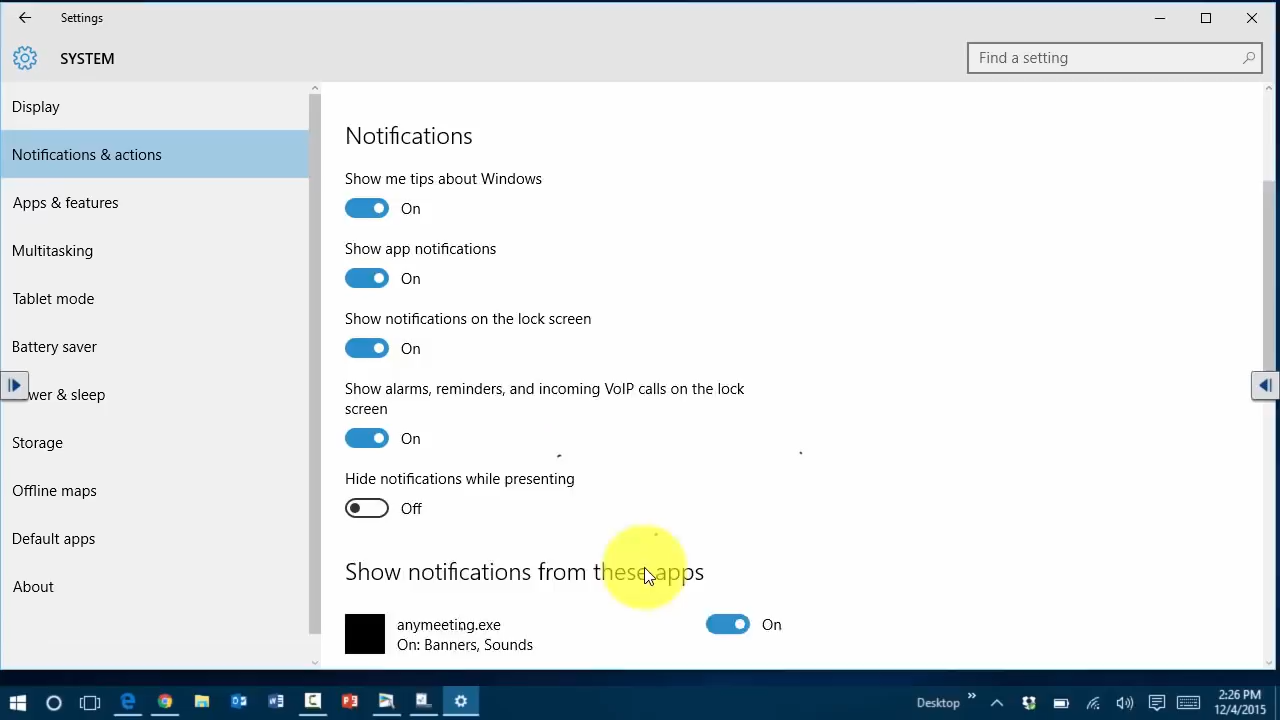 Settings
SYSTEM
Find a setting
Display
Notifications & actions
Apps & features
Multitasking
Tablet mode
Battery saver
wer & sleep
Storage
Offline maps
Default apps
About
Notifications
Show me tips about Windows
On
Show app notifications
On
Show notifications on the lock screen
On
Show alarms, reminders, and incoming VoIP calls on the lock
screen
On
Hide notifications while presenting
Off
Show notifications from these apps
anymeeting.exe
On
On: Banners, Sounds
Desktop
2:26 PM
12/4/2015